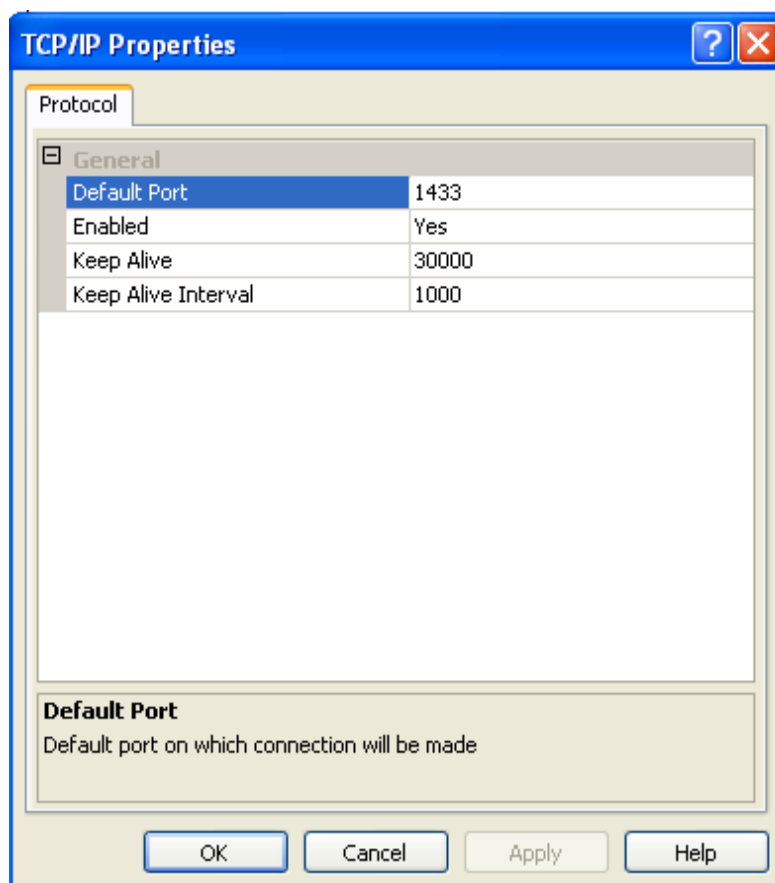 TCP/IP Properties
Protocol
General
Default Port 1433
Enabled Yes
Keep Alive 30000
Keep Alive Interval 1000
Default Port
Default port on which connection will be made
OK Cancel Apply Help